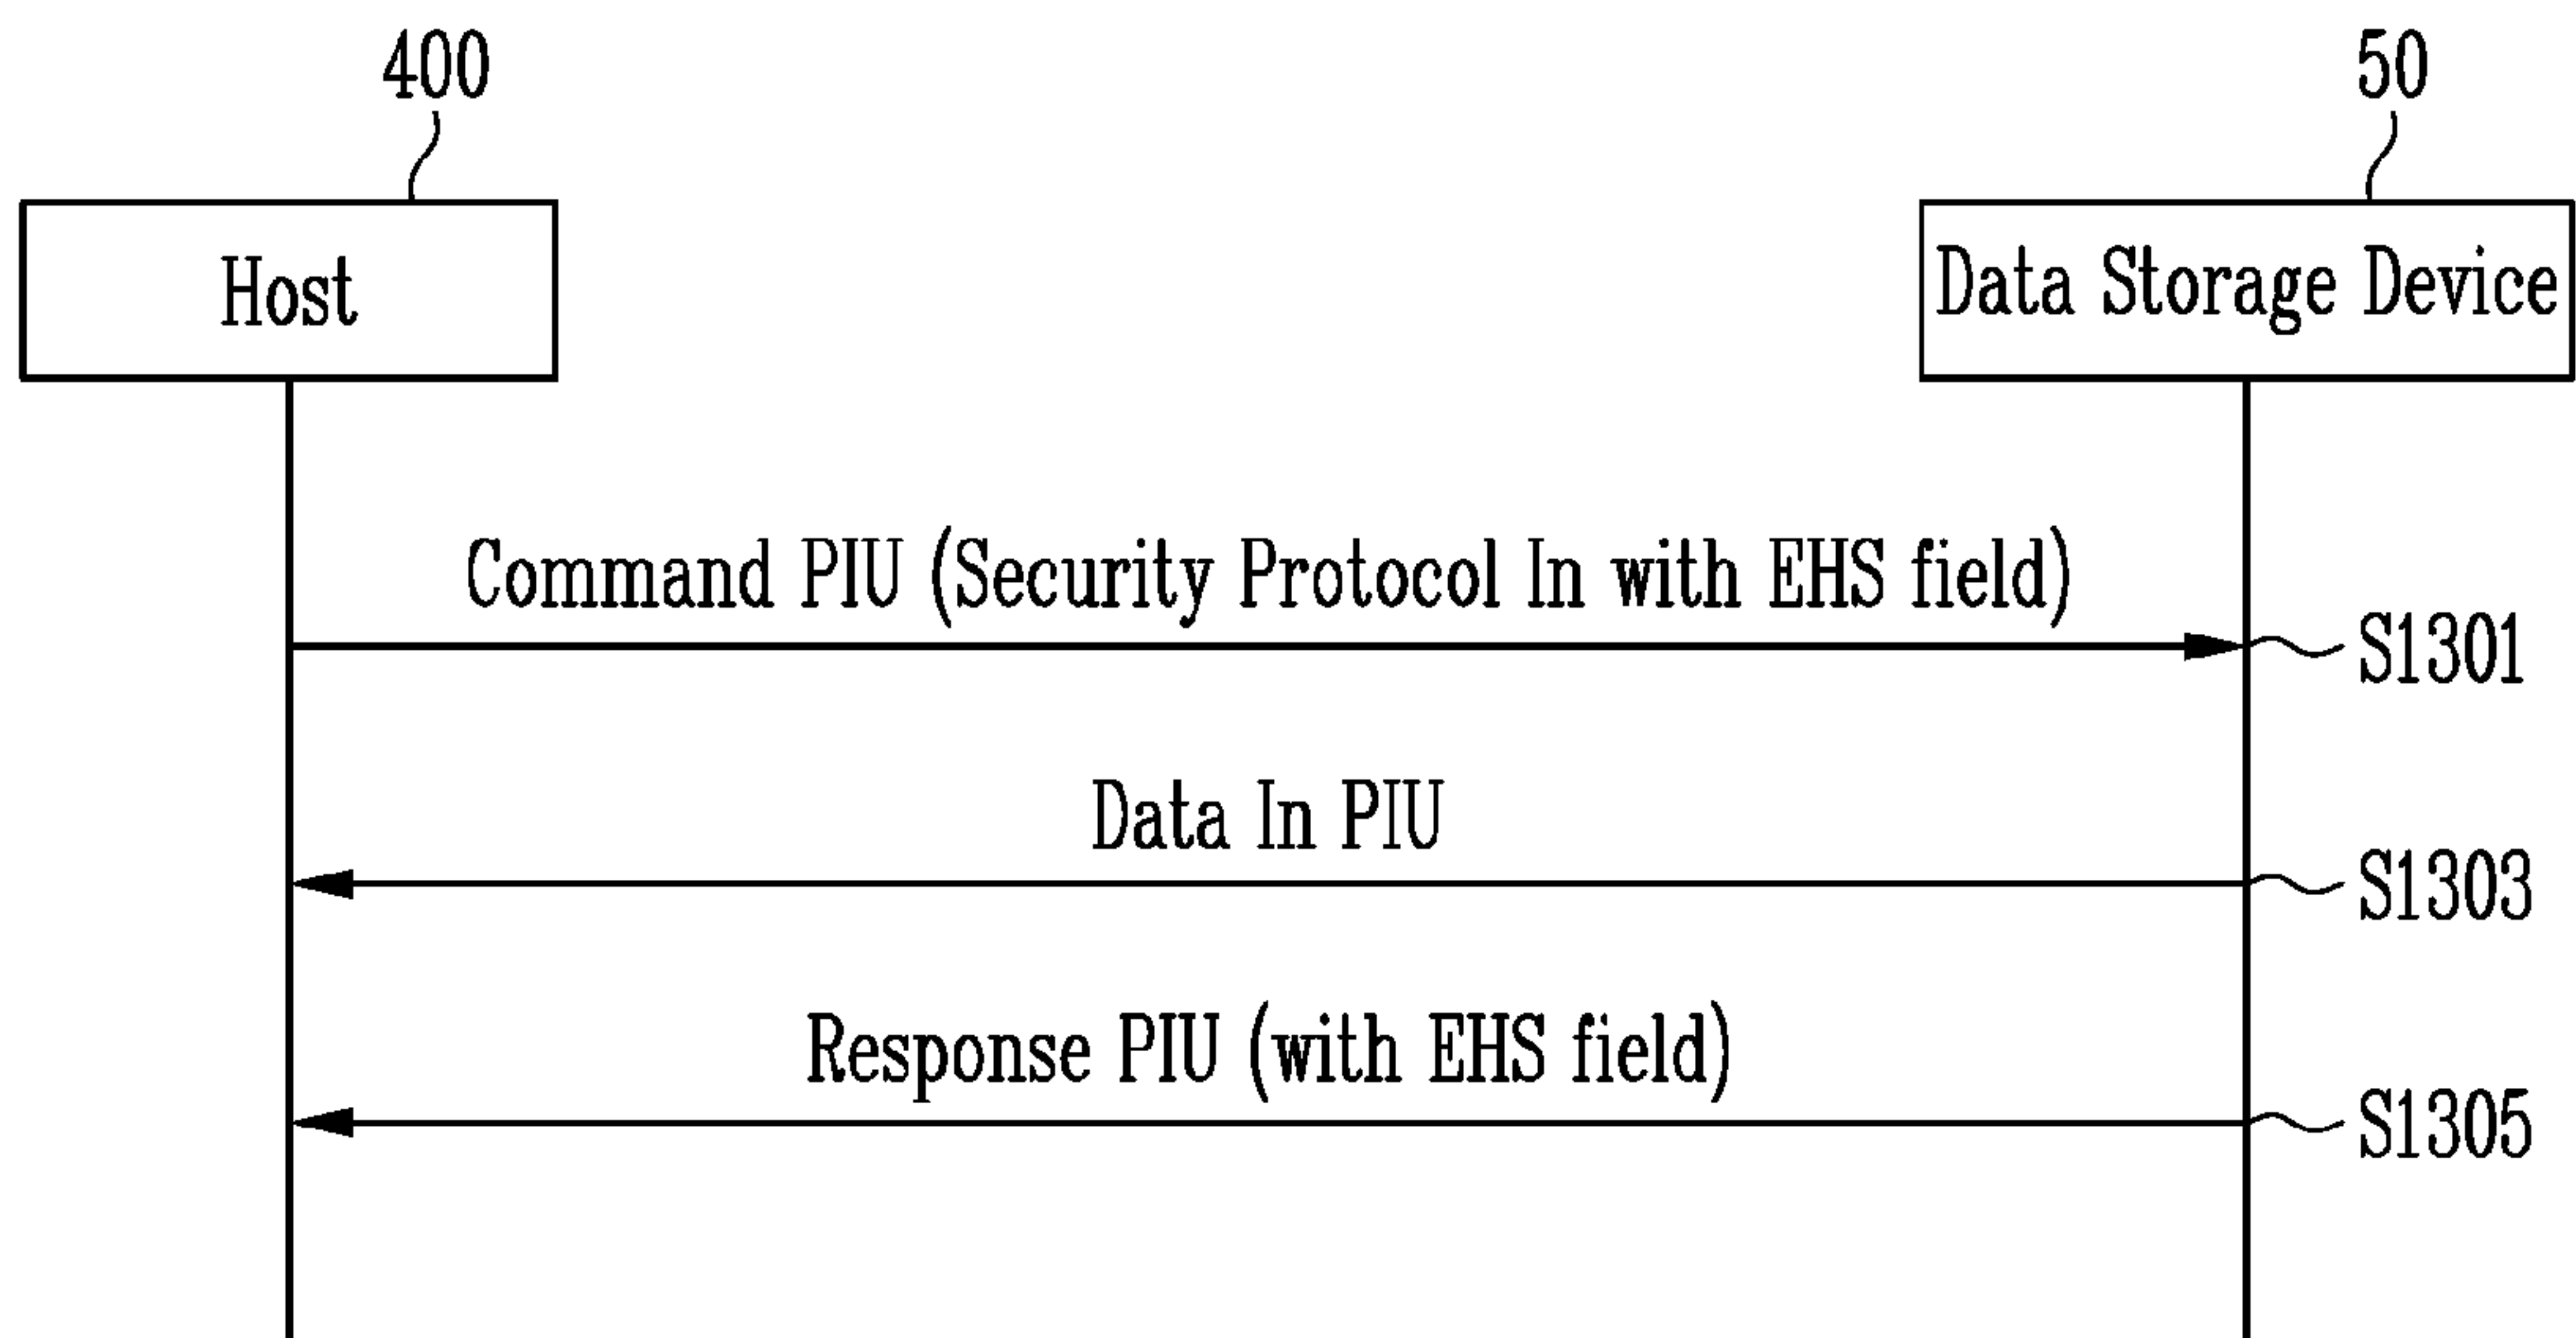 400
50
Host
Data Storage Device
Command PIU (Security Protocol In with EHS field)
S1301
Data In PIU
S1303
Response PIU (with EHS field)
S1305